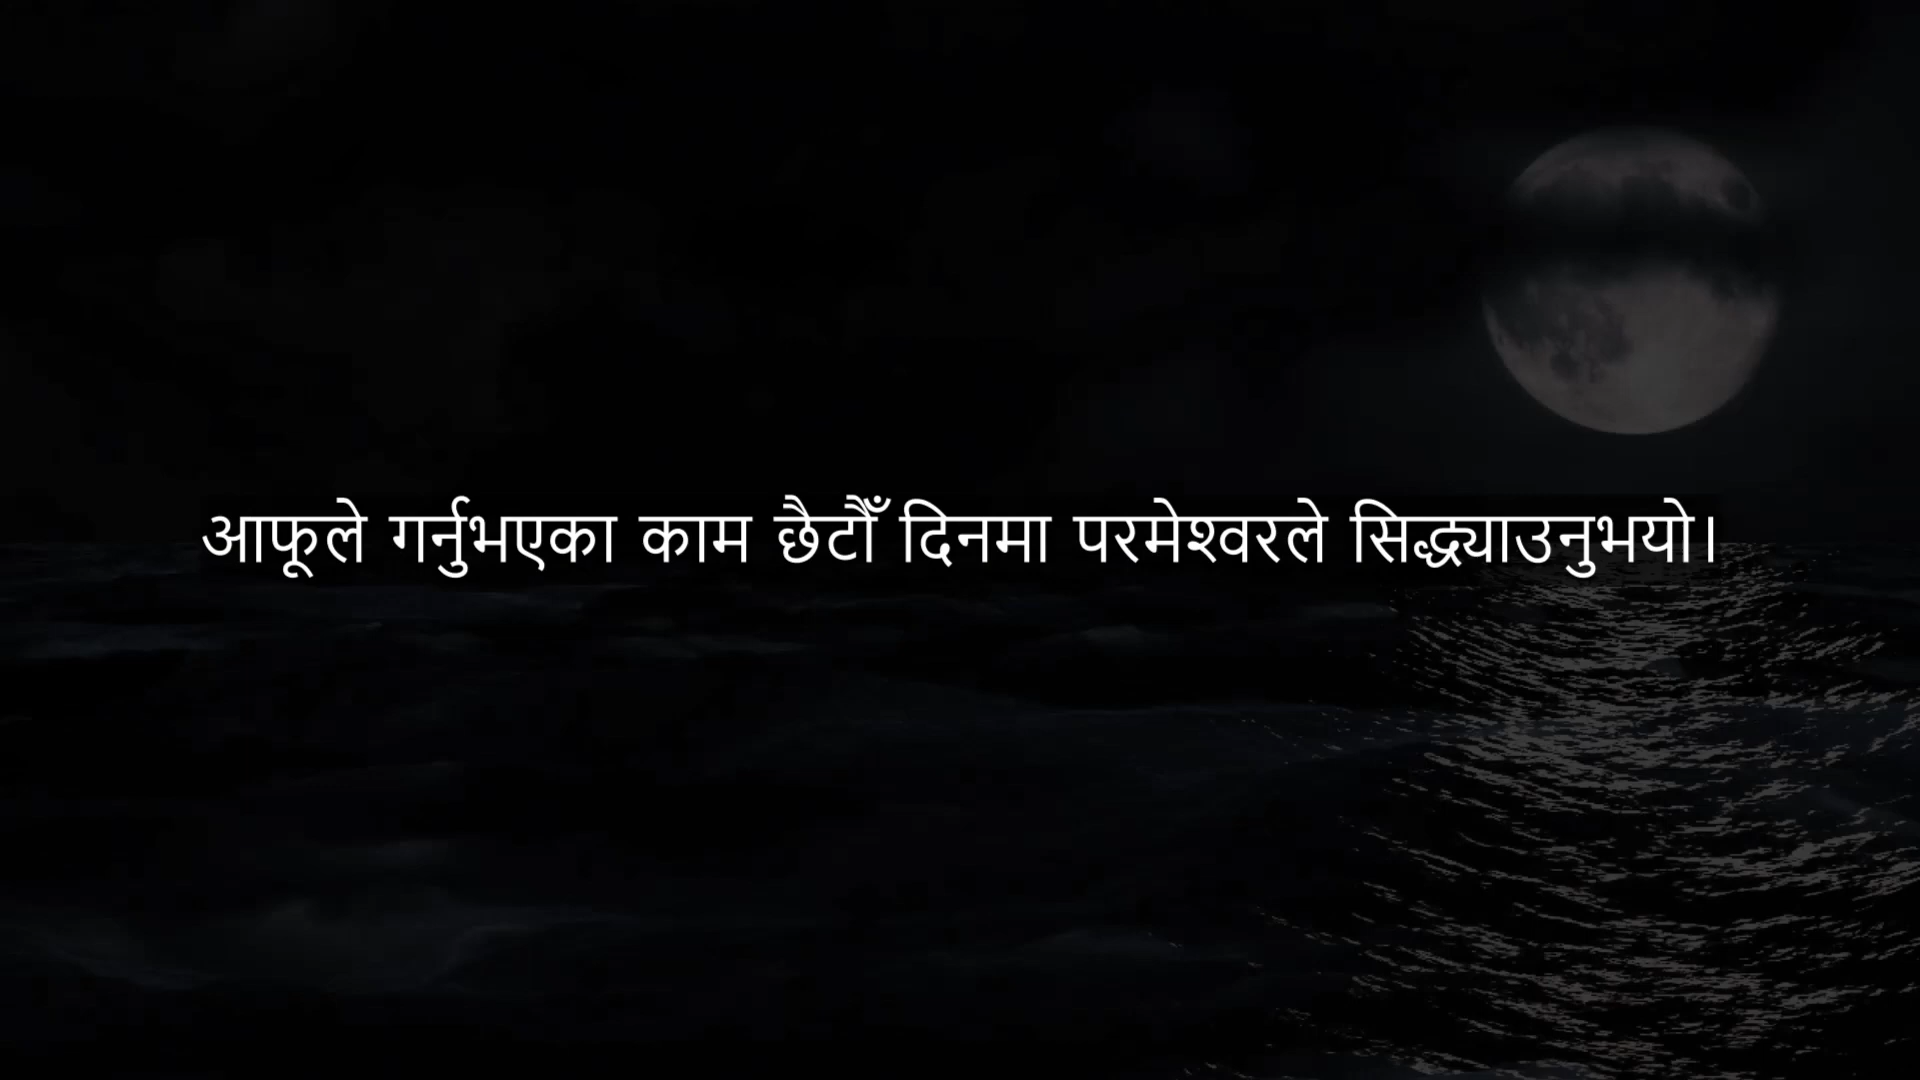 आफूले गर्नुभएका काम छैटौँ दिनमा परमेश्वरले सिद्ध्याउनुभयो।